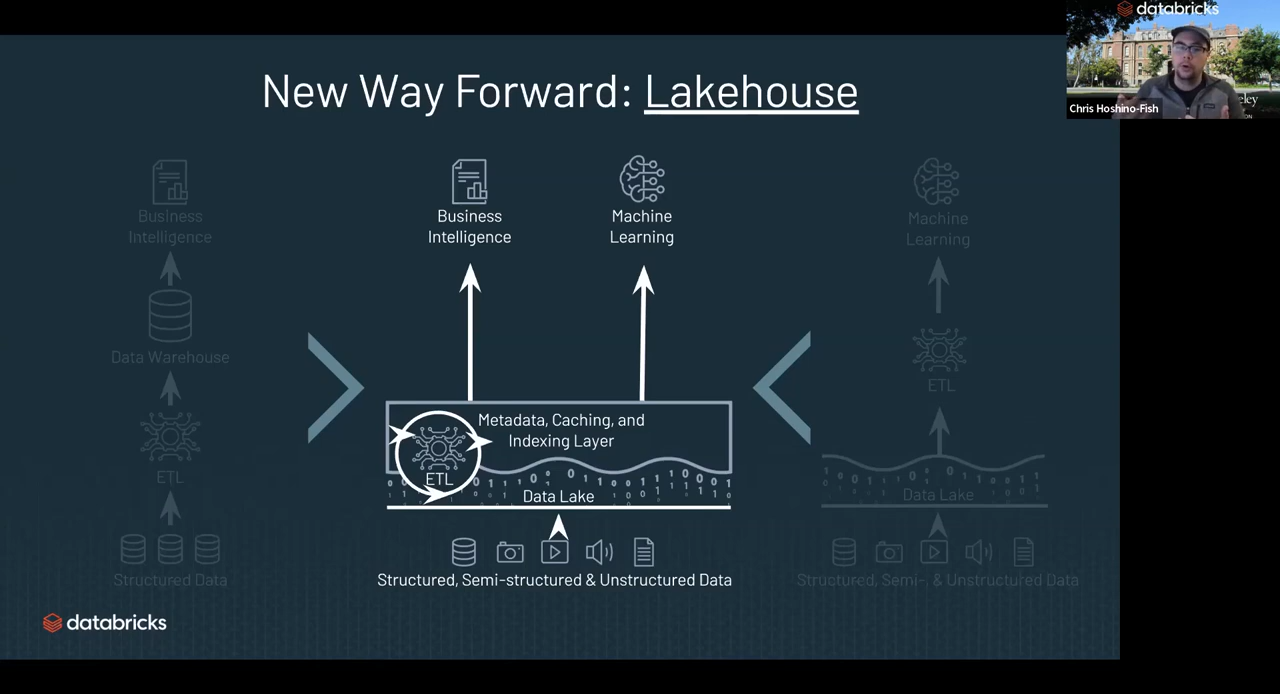 databricks
Chris Hoshino-Fish
New Way Forward: Lakehouse
Business
Intelligence
Data Warehouse
ETL
Structured Data
Business
Intelligence
Machine
Learning
Metadata, Caching, and
Indexing Layer
ETL
Data Lake
Structured, Semi-structured & Unstructured Data
Machine
Learning
ETL
Data Lake
Structured, Semi-, & Unstructured Data
databricks